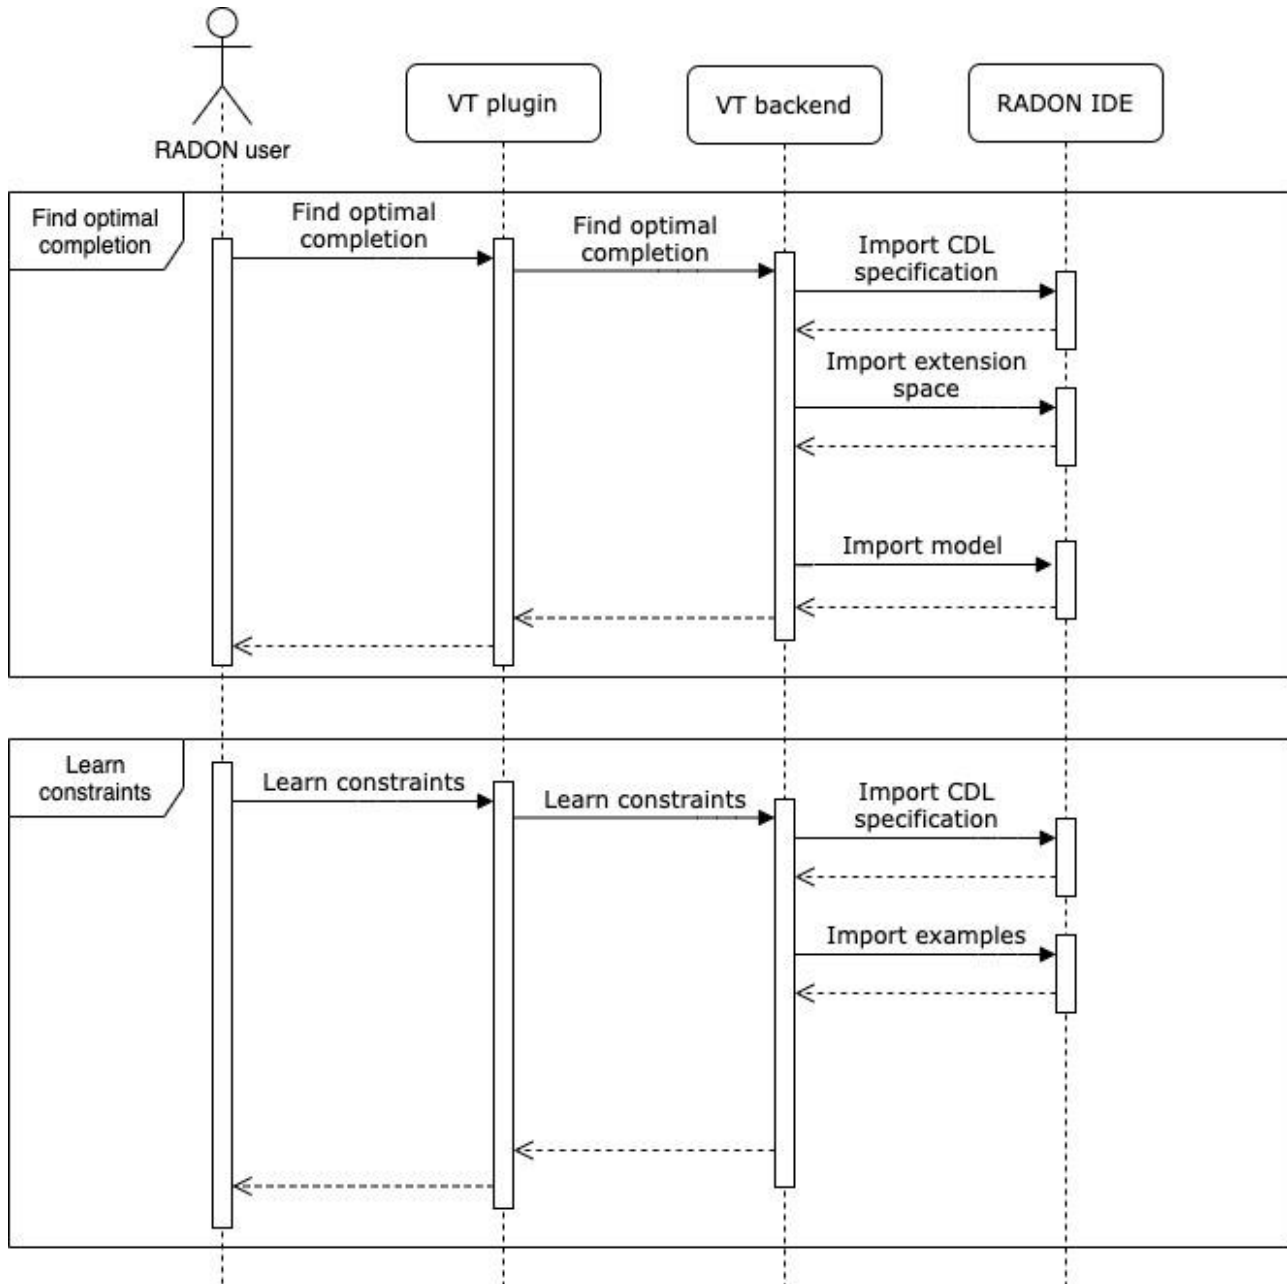 VT plugin
VT backend
RADON IDE
RADON user
Find optimal
completion
Find optimal
completion
Find optimal
completion
Import CDL
specification
Import extension
space
Import model
Learn
constraints
Learn constraints
Learn constraints
Import CDL
specification
Import examples